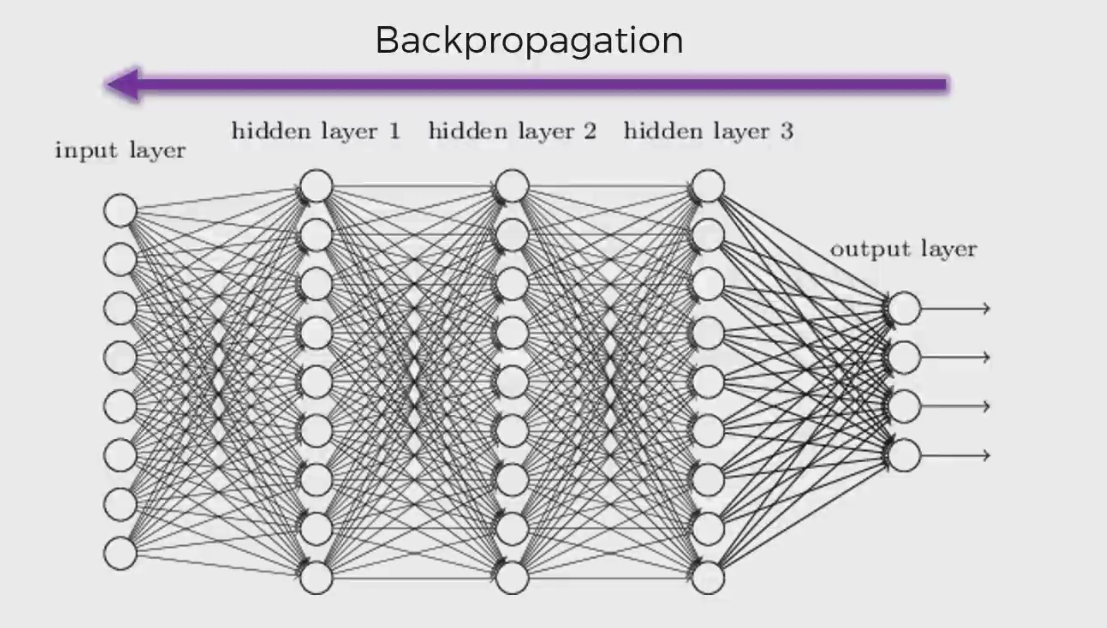 Backpropagation
hidden layer 1 hidden layer 2 hidden layer 3
input layer
output layer